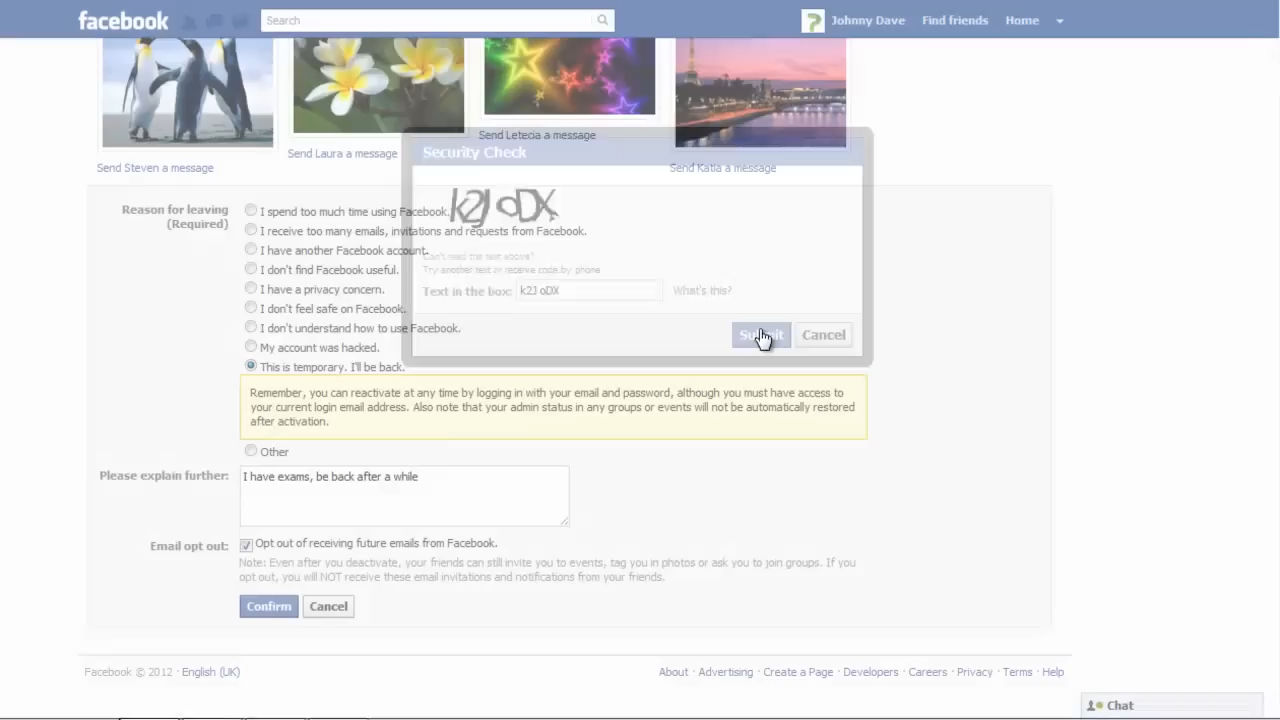 facebook
Search
Johnny Dave
Find friends
Home
Send Letecia a message
Send Laura a message
Send Steven a message
Send Katia a message
Security Check
k2J oDX
Can't read the text above?
Try another text or receive code by phone
Text in the box:
k2J oDX
What's this?
Submit
Cancel
Reason for leaving
(Required)
I spend too much time using Facebook.
I receive too many emails, invitations and requests from Facebook.
I have another Facebook account.
I don't find Facebook useful.
I have a privacy concern.
I don't feel safe on Facebook.
I don't understand how to use Facebook.
My account was hacked.
This is temporary. I'll be back.
Remember, you can reactivate at any time by logging in with your email and password, although you must have access to
your current login email address. Also note that your admin status in any groups or events will not be automatically restored
after activation.
Other
Please explain further:
I have exams, be back after a while
Email opt out:
Opt out of receiving future emails from Facebook.
Note: Even after you deactivate, your friends can still invite you to events, tag you in photos or ask you to join groups. If you
opt out, you will NOT receive these email invitations and notifications from your friends.
Confirm
Cancel
Facebook © 2012 · English (UK)
About · Advertising · Create a Page · Developers · Careers · Privacy · Terms · Help
Chat